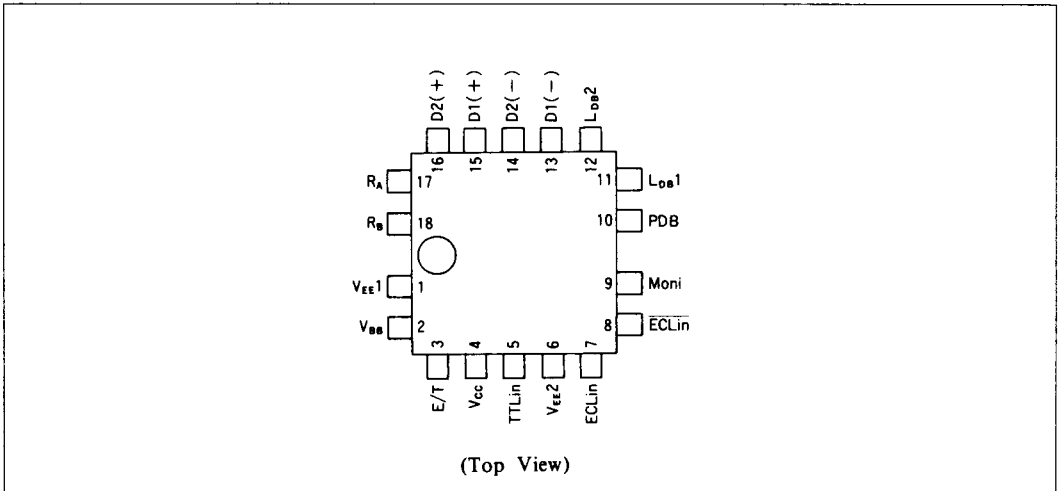 D2(+) D1(+) D2(−) D1(−) LDB2
16 15 14 13 12
RA 17 11 LDB1
RB 18 10 PDB
VEE1 1 9 Moni
VBB 2 8 E̅C̅L̅i̅n̅
3 4 5 6 7
E/T VCC TTLin VEE2 ECLin
(Top View)